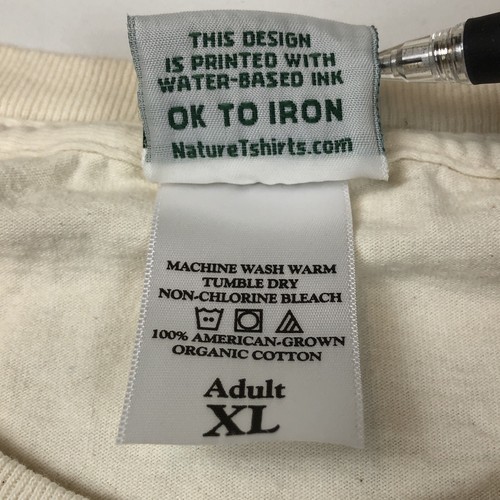 THIS DESIGN
IS PRINTED WITH
WATER-BASED INK
OK TO IRON
NatureTshirts.com
MACHINE WASH WARM
TUMBLE DRY
NON-CHLORINE BLEACH
100% AMERICAN-GROWN
ORGANIC COTTON
Adult
XL